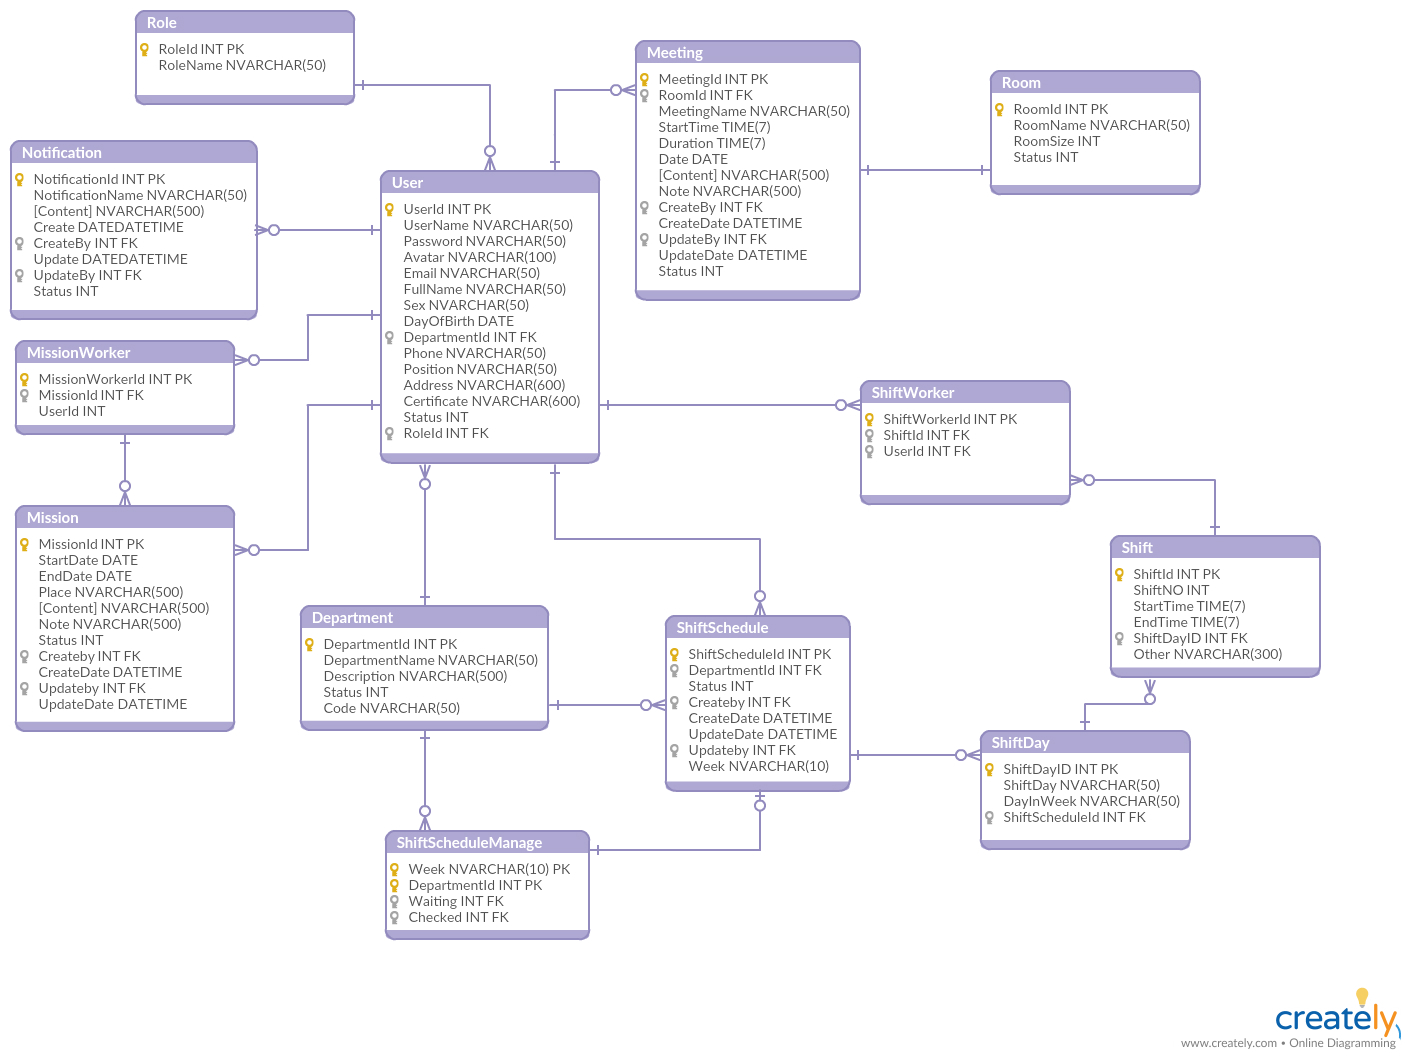 Role
RoleId INT PK
RoleName NVARCHAR(50)
Meeting
MeetingId INT PK
RoomId INT FK
MeetingName NVARCHAR(50)
StartTime TIME(7)
Duration TIME(7)
Date DATE
[Content] NVARCHAR(500)
Note NVARCHAR(500)
CreateBy INT FK
CreateDate DATETIME
UpdateBy INT FK
UpdateDate DATETIME
Status INT
Room
RoomId INT PK
RoomName NVARCHAR(50)
RoomSize INT
Status INT
Notification
NotificationId INT PK
NotificationName NVARCHAR(50)
[Content] NVARCHAR(500)
Create DATEDATETIME
CreateBy INT FK
Update DATEDATETIME
UpdateBy INT FK
Status INT
User
UserId INT PK
UserName NVARCHAR(50)
Password NVARCHAR(50)
Avatar NVARCHAR(100)
Email NVARCHAR(50)
FullName NVARCHAR(50)
Sex NVARCHAR(50)
DayOfBirth DATE
DepartmentId INT FK
Phone NVARCHAR(50)
Position NVARCHAR(50)
Address NVARCHAR(600)
Certificate NVARCHAR(600)
Status INT
RoleId INT FK
MissionWorker
MissionWorkerId INT PK
MissionId INT FK
UserId INT
ShiftWorker
ShiftWorkerId INT PK
ShiftId INT FK
UserId INT FK
Mission
MissionId INT PK
StartDate DATE
EndDate DATE
Place NVARCHAR(500)
[Content] NVARCHAR(500)
Note NVARCHAR(500)
Status INT
Createby INT FK
CreateDate DATETIME
Updateby INT FK
UpdateDate DATETIME
Shift
ShiftId INT PK
ShiftNO INT
StartTime TIME(7)
EndTime TIME(7)
ShiftDayID INT FK
Other NVARCHAR(300)
Department
DepartmentId INT PK
DepartmentName NVARCHAR(50)
Description NVARCHAR(500)
Status INT
Code NVARCHAR(50)
ShiftSchedule
ShiftScheduleId INT PK
DepartmentId INT FK
Status INT
Createby INT FK
CreateDate DATETIME
UpdateDate DATETIME
Updateby INT FK
Week NVARCHAR(10)
ShiftDay
ShiftDayID INT PK
ShiftDay NVARCHAR(50)
DayInWeek NVARCHAR(50)
ShiftScheduleId INT FK
ShiftScheduleManage
Week NVARCHAR(10) PK
DepartmentId INT PK
Waiting INT FK
Checked INT FK
creately
www.creately.com • Online Diagramming